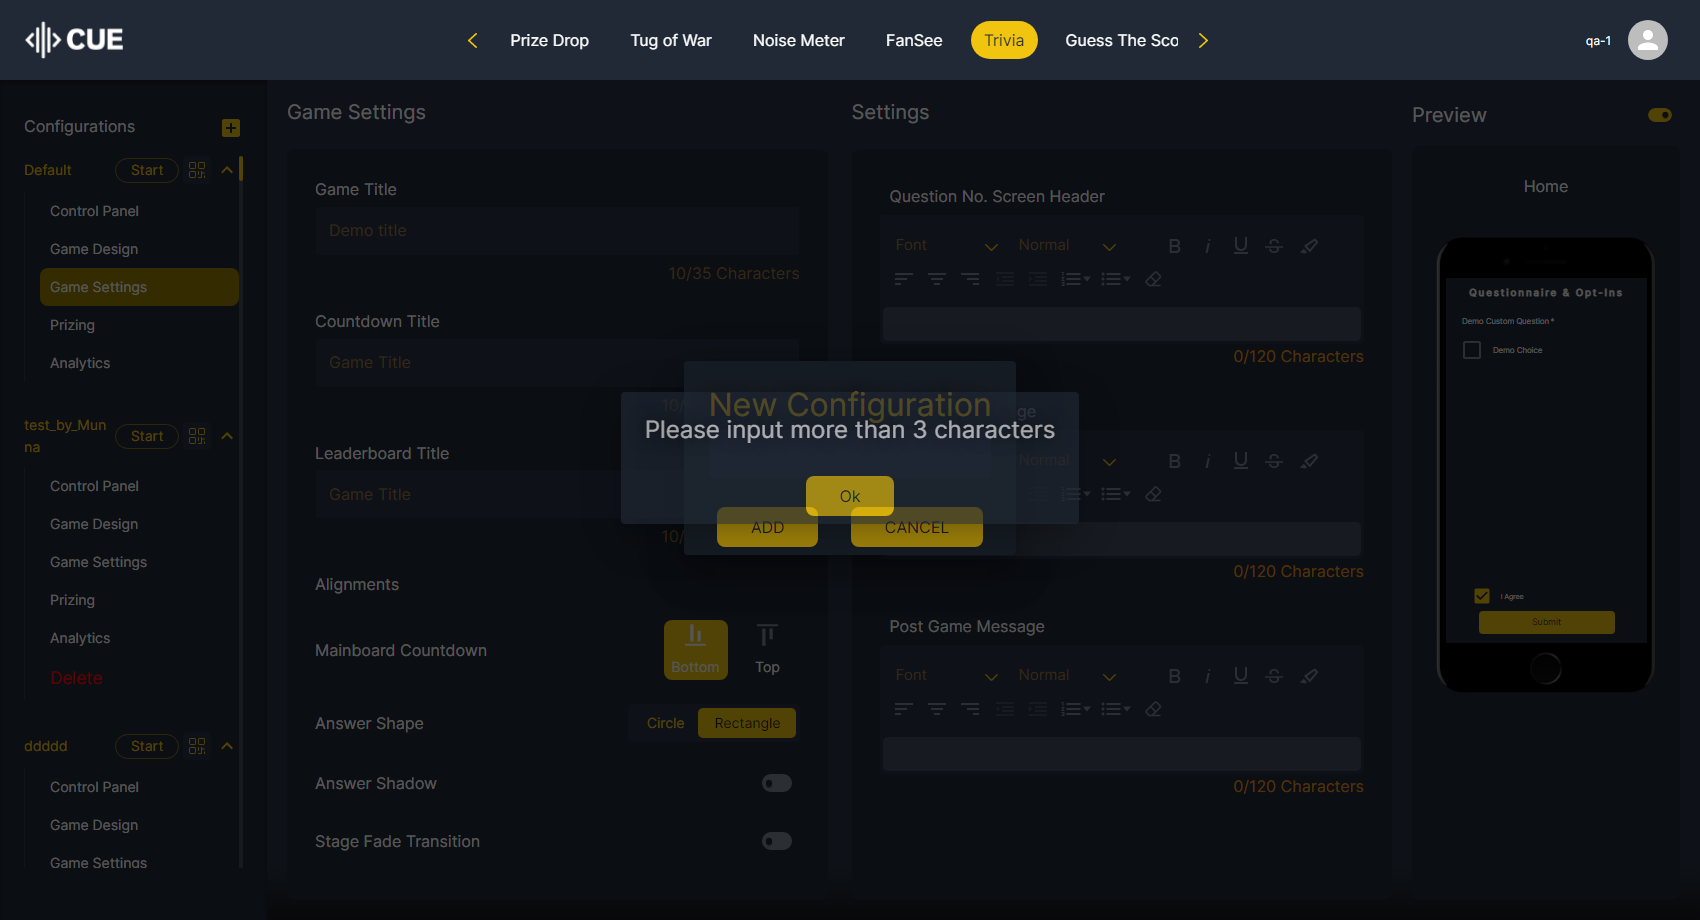 CUE
Prize Drop
Tug of War
Noise Meter
FanSee
Trivia
Guess The Sco
qa-1
Configurations
Default
Start
Control Panel
Game Design
Game Settings
Prizing
Analytics
test_by_Mun
na
Start
Control Panel
Game Design
Game Settings
Prizing
Analytics
Delete
ddddd
Start
Control Panel
Game Design
Game Settings
Game Settings
Game Title
Demo title
10/35 Characters
Countdown Title
Game Title
10/
Leaderboard Title
Game Title
10/
Alignments
Mainboard Countdown
Bottom
Top
Answer Shape
Circle
Rectangle
Answer Shadow
Stage Fade Transition
New Configuration
Please input more than 3 characters
Ok
ADD
CANCEL
Settings
Question No. Screen Header
Font
Normal
0/120 Characters
ge
Normal
0/120 Characters
Post Game Message
Font
Normal
0/120 Characters
Preview
Home
Questionnaire & Opt-Ins
Demo Custom Question *
Demo Choice
I Agree
Submit